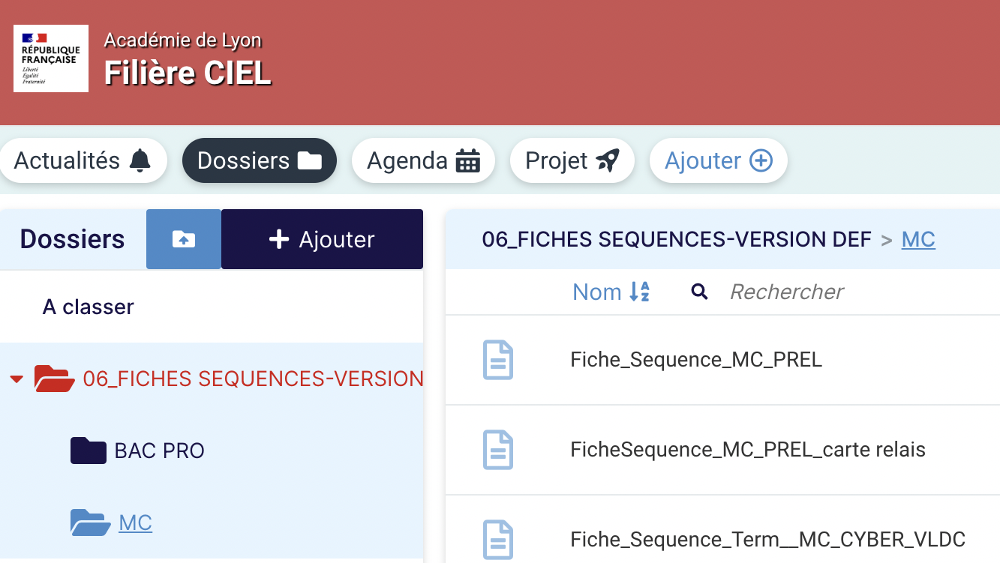 RÉPUBLIQUE
FRANÇAISE
Liberté
Égalité
Fraternité
Académie de Lyon
Filière CIEL
Actualités
Dossiers
Agenda
Projet
Ajouter
Dossiers
Ajouter
A classer
06_FICHES SEQUENCES-VERSION
BAC PRO
MC
06_FICHES SEQUENCES-VERSION DEF > MC
Nom
Rechercher
Fiche_Sequence_MC_PREL
FicheSequence_MC_PREL_carte relais
Fiche_Sequence_Term__MC_CYBER_VLDC